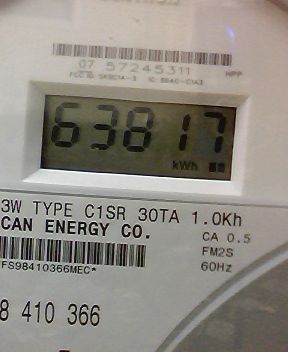 07 57245311
HPP
63817
kWh
3W TYPE C1SR 30TA 1.0Kh
CAN ENERGY CO.
CA 0.5
FM2S
60Hz
FS98410366MEC*
8 410 366